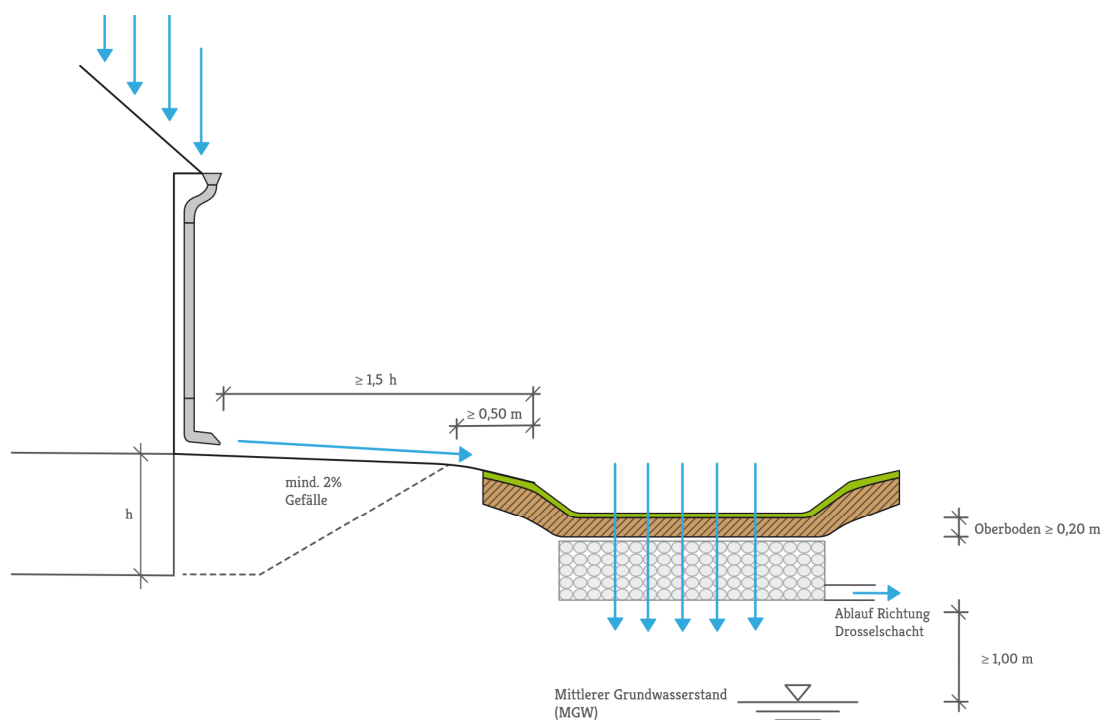 ≥ 1,5 h
≥ 0,50 m
mind. 2%
Gefälle
h
Oberboden ≥ 0,20 m
Ablauf Richtung
Drosselschacht
≥ 1,00 m
Mittlerer Grundwasserstand
(MGW)